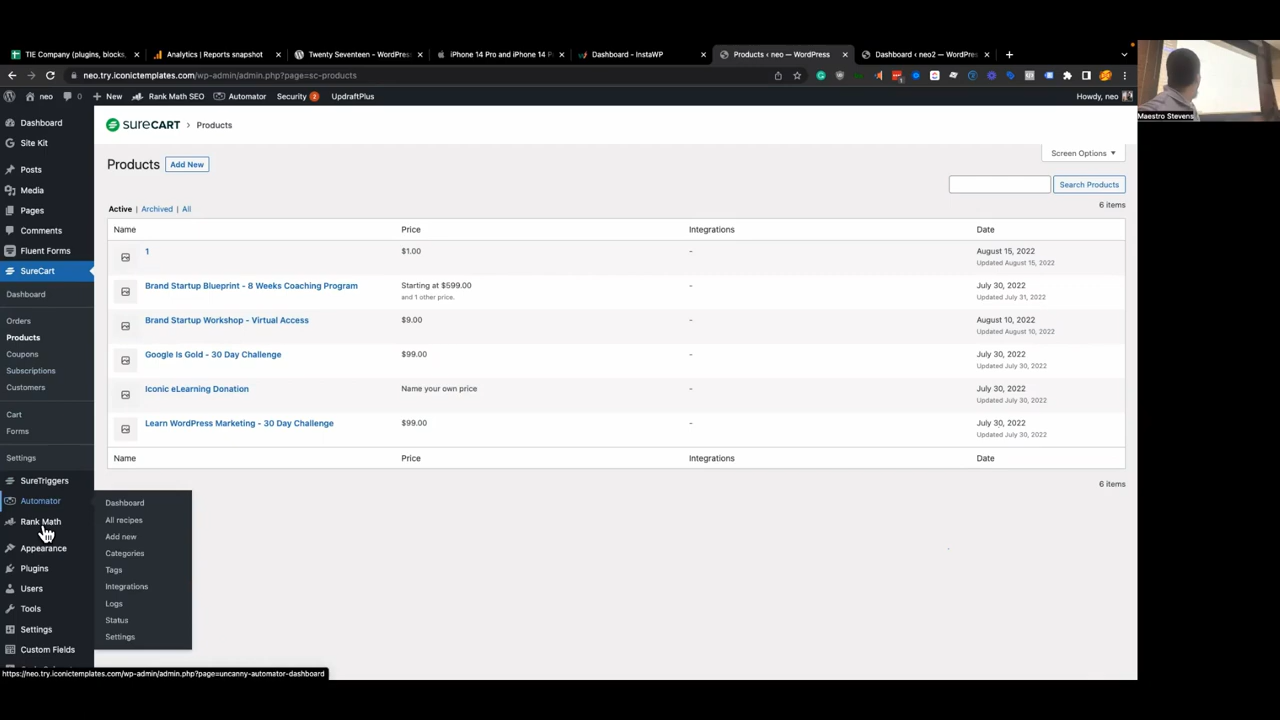 TIE Company (plugins, blocks,
Analytics | Reports snapshot
Twenty Seventeen – WordPres
iPhone 14 Pro and iPhone 14 P
Dashboard - InstaWP
Products ‹ neo — WordPress
Dashboard ‹ neo2 — WordPres
neo.try.iconictemplates.com/wp-admin/admin.php?page=sc-products
neo
0
New
Rank Math SEO
Automator
Security 2
UpdraftPlus
Howdy, neo
Maestro Stevens
Dashboard
Site Kit
Posts
Media
Pages
Comments
Fluent Forms
SureCart
Dashboard
Orders
Products
Coupons
Subscriptions
Customers
Cart
Forms
Settings
SureTriggers
Automator
Rank Math
Appearance
Plugins
Users
Tools
Settings
Custom Fields
Dashboard
All recipes
Add new
Categories
Tags
Integrations
Logs
Status
Settings
SURECART > Products
Screen Options
Products Add New
Search Products
Active | Archived | All
6 items
Name Price Integrations Date
1 $1.00 - August 15, 2022
Updated August 15, 2022
Brand Startup Blueprint - 8 Weeks Coaching Program Starting at $599.00 - July 30, 2022
and 1 other price. Updated July 31, 2022
Brand Startup Workshop - Virtual Access $9.00 - August 10, 2022
Updated August 10, 2022
Google Is Gold - 30 Day Challenge $99.00 - July 30, 2022
Updated July 30, 2022
Iconic eLearning Donation Name your own price - July 30, 2022
Updated July 30, 2022
Learn WordPress Marketing - 30 Day Challenge $99.00 - July 30, 2022
Updated July 30, 2022
Name Price Integrations Date
6 items
https://neo.try.iconictemplates.com/wp-admin/admin.php?page=uncanny-automator-dashboard